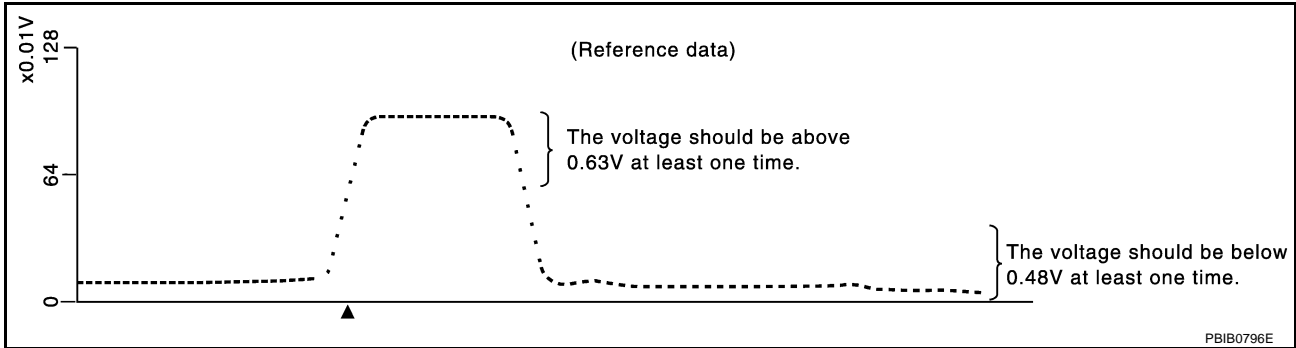 x0.01V
128
64
0
(Reference data)
The voltage should be above
0.63V at least one time.
The voltage should be below
0.48V at least one time.
PBIB0796E